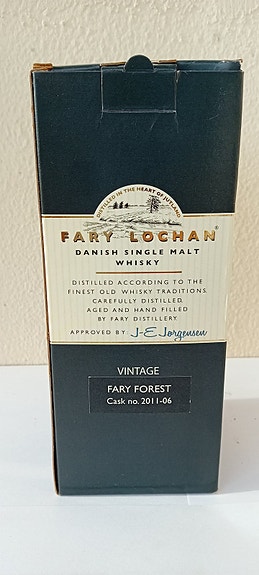 DISTILLED IN THE HEART OF JUTLAND
FARY LOCHAN®
DANISH SINGLE MALT
WHISKY
DISTILLED ACCORDING TO THE
FINEST OLD WHISKY TRADITIONS.
CAREFULLY DISTILLED,
AGED AND HAND FILLED
BY FARY DISTILLERY.
APPROVED BY: J-E Jorgensen
VINTAGE
FARY FOREST
Cask no. 2011-06